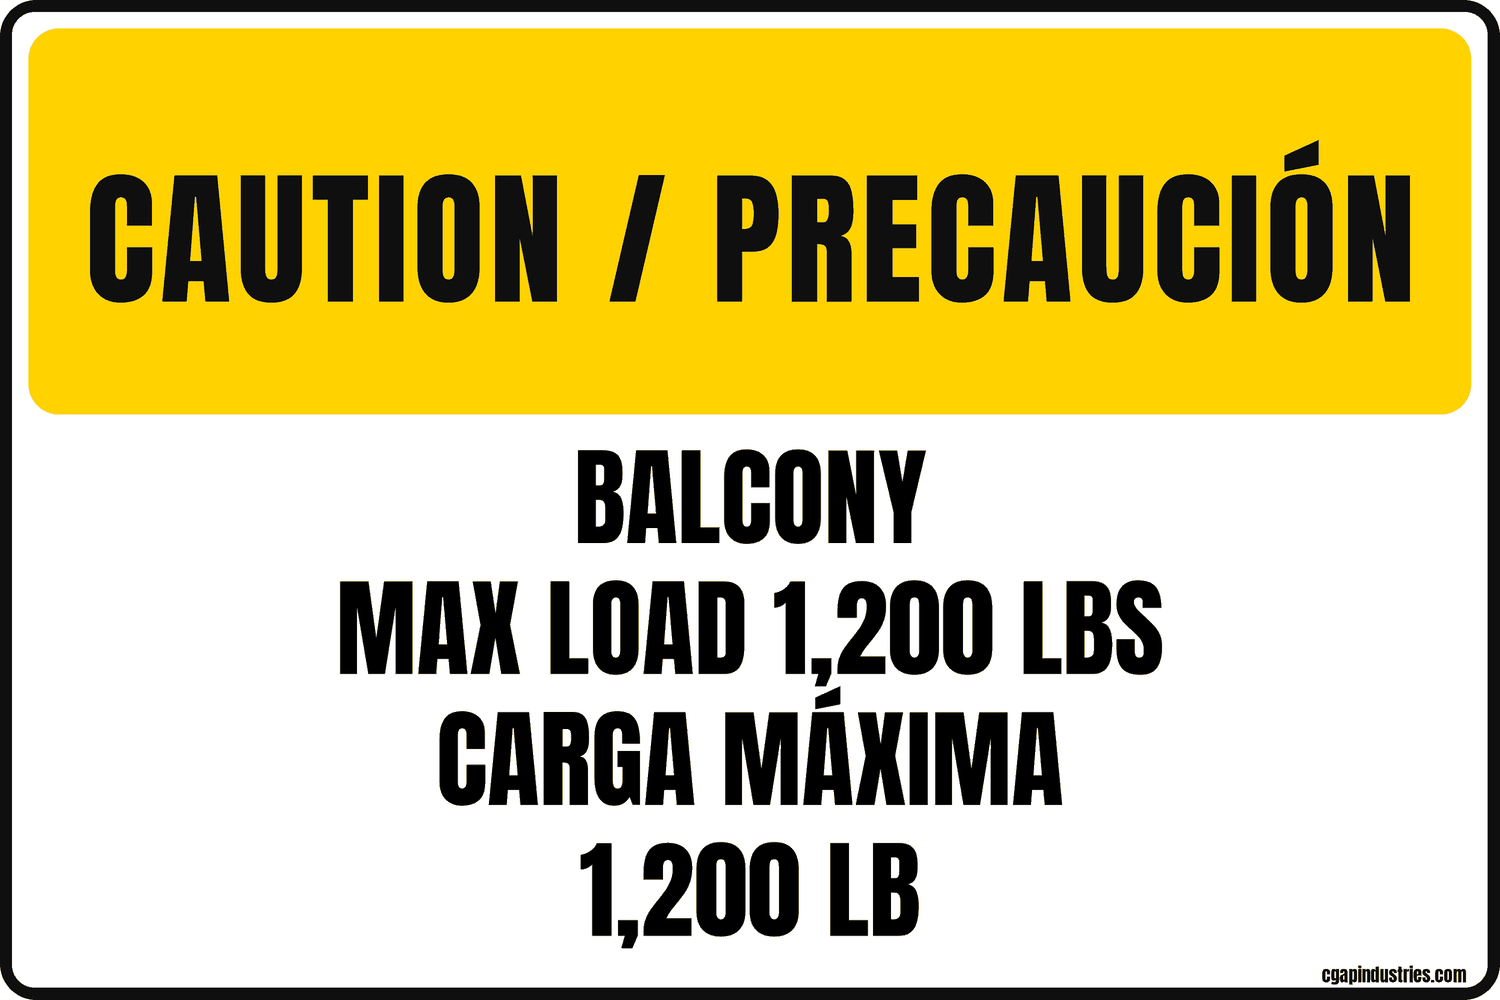 CAUTION / PRECAUCIÓN
BALCONY
MAX LOAD 1,200 LBS
CARGA MÁXIMA
1,200 LB
cgapindustries.com